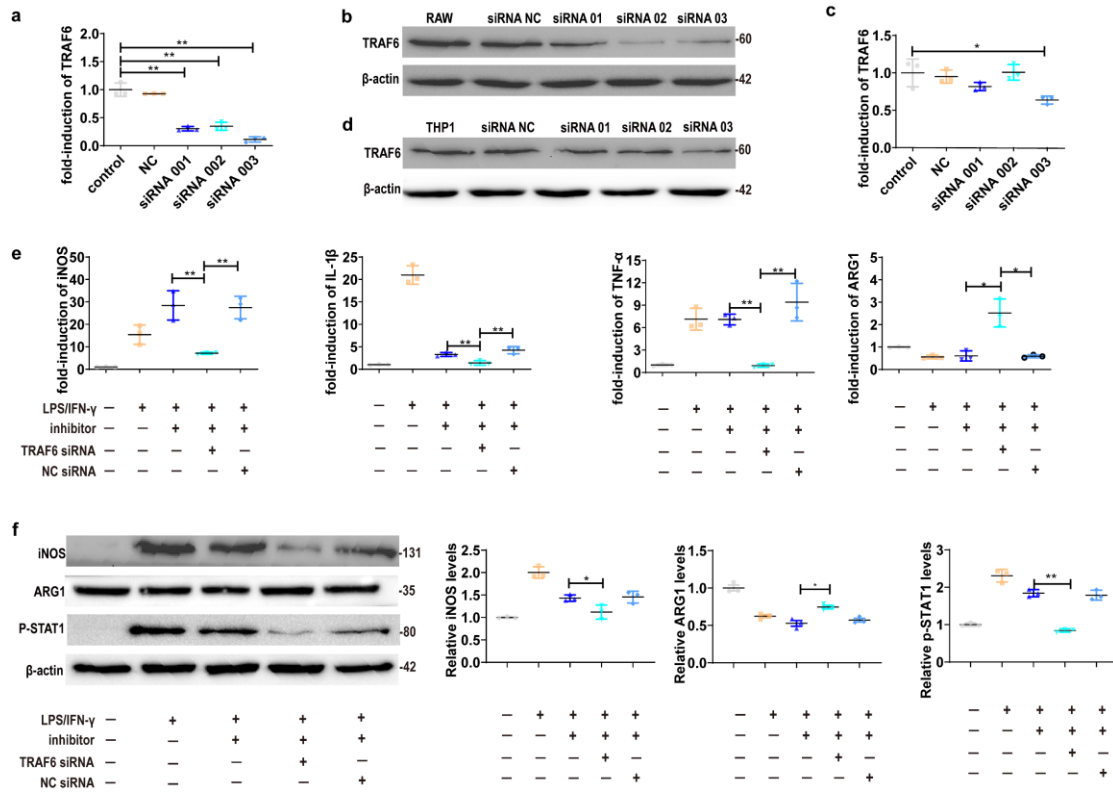 a
fold-induction of TRAF6
2.0
1.5
1.0
0.5
0.0
**
**
**
control
NC
siRNA 001
siRNA 002
siRNA 003
b
RAW siRNA NC siRNA 01 siRNA 02 siRNA 03
TRAF6 -60
β-actin -42
d
THP1 siRNA NC siRNA 01 siRNA 02 siRNA 03
TRAF6 -60
β-actin -42
c
fold-induction of TRAF6
1.5
1.0
0.5
0.0
*
control
NC
siRNA 001
siRNA 002
siRNA 003
e
fold-induction of iNOS
50
40
30
20
10
0
** **
LPS/IFN-γ — + + + +
inhibitor — — + + +
TRAF6 siRNA — — — + —
NC siRNA — — — — +
fold-induction of IL-1β
25
20
15
10
5
0
** **
— + + + +
— — + + +
— — — + —
— — — — +
fold-induction of TNF-α
15
12
9
6
3
0
** **
— + + + +
— — + + +
— — — + —
— — — — +
fold-induction of ARG1
5
4
3
2
1
0
* *
— + + + +
— — + + +
— — — + —
— — — — +
f
iNOS -131
ARG1 -35
P-STAT1 -80
β-actin -42
LPS/IFN-γ — + + + +
inhibitor — — + + +
TRAF6 siRNA — — — + —
NC siRNA — — — — +
Relative iNOS levels
2.5
2.0
1.5
1.0
0.5
0.0
*
— + + + +
— — + + +
— — — + —
— — — — +
Relative ARG1 levels
1.5
1.0
0.5
0.0
*
— + + + +
— — + + +
— — — + —
— — — — +
Relative p-STAT1 levels
3
2
1
0
**
— + + + +
— — + + +
— — — + —
— — — — +